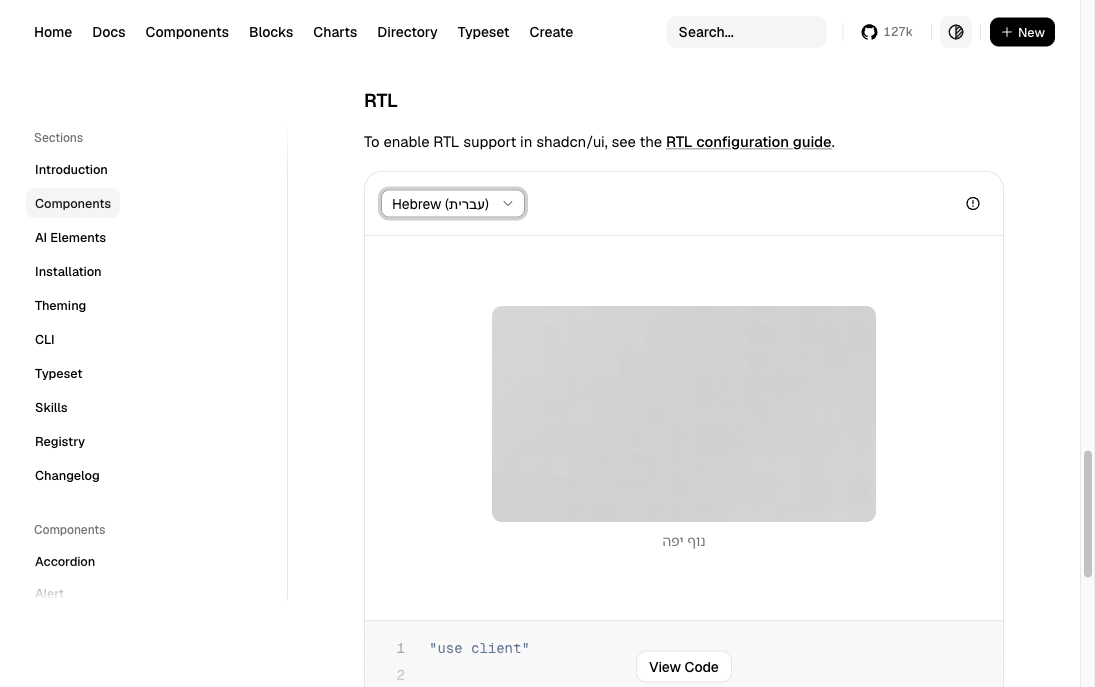 Home Docs Components Blocks Charts Directory Typeset Create Search... 127k New
RTL
To enable RTL support in shadcn/ui, see the RTL configuration guide.
Sections
Introduction
Components
AI Elements
Installation
Theming
CLI
Typeset
Skills
Registry
Changelog
Components
Accordion
Alert
Hebrew (עברית)
נוף יפה
1 "use client"
2
View Code